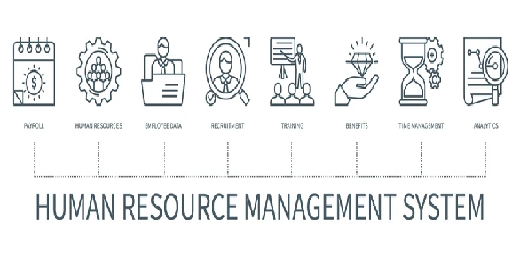 PAYROLL
HUMAN RESOURCES
EMPLOYEE DATA
RECRUITMENT
TRAINING
BENEFITS
TIME MANAGEMENT
ANALYTICS
HUMAN RESOURCE MANAGEMENT SYSTEM